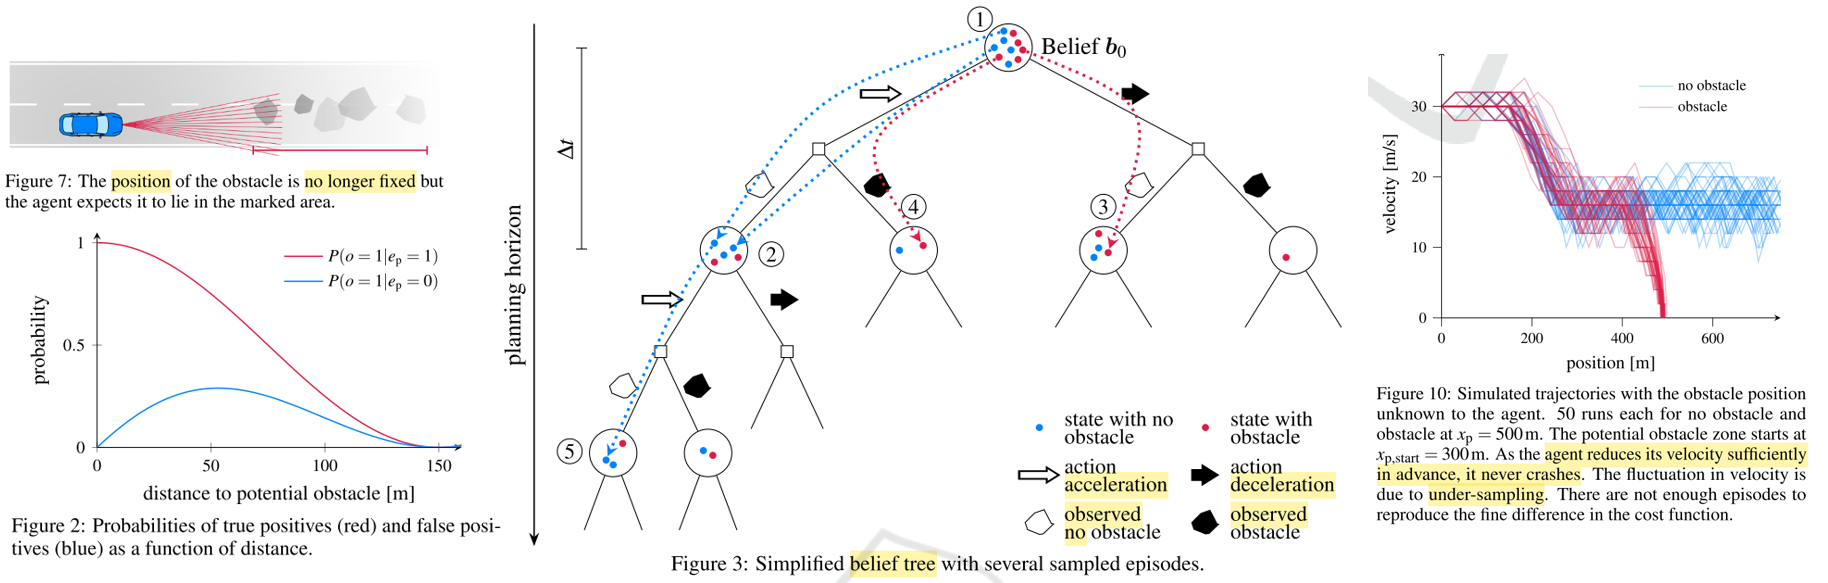 Figure 7: The position of the obstacle is no longer fixed but
the agent expects it to lie in the marked area.
1
0.5
0
probability
P(o = 1|e_p = 1)
P(o = 1|e_p = 0)
0
50
100
150
distance to potential obstacle [m]
Figure 2: Probabilities of true positives (red) and false posi-
tives (blue) as a function of distance.
planning horizon
Δt
1
Belief b_0
2
4
3
5
state with no
obstacle
state with
obstacle
action
acceleration
action
deceleration
observed
no obstacle
observed
obstacle
Figure 3: Simplified belief tree with several sampled episodes.
no obstacle
obstacle
30
20
10
0
velocity [m/s]
0
200
400
600
position [m]
Figure 10: Simulated trajectories with the obstacle position
unknown to the agent. 50 runs each for no obstacle and
obstacle at x_p = 500 m. The potential obstacle zone starts at
x_p,start = 300 m. As the agent reduces its velocity sufficiently
in advance, it never crashes. The fluctuation in velocity is
due to under-sampling. There are not enough episodes to
reproduce the fine difference in the cost function.